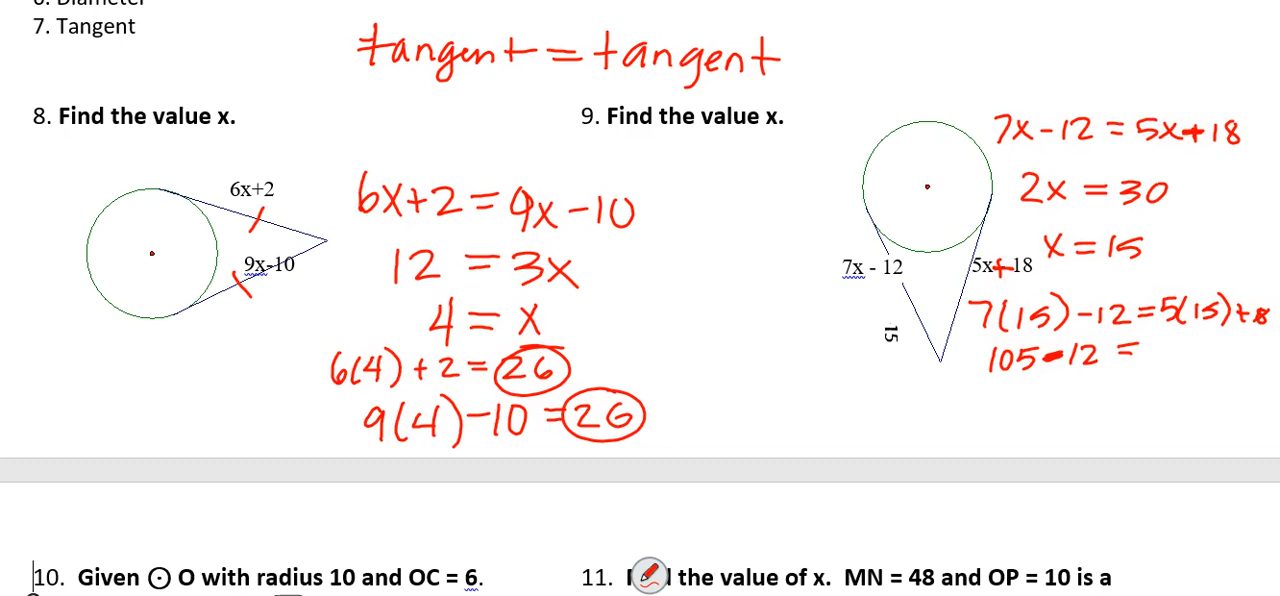 7. Tangent
tangent = tangent
8. Find the value x.
6x+2
9x-10
6x+2 = 9x-10
12 = 3x
4 = x
6(4) + 2 = 26
9(4) - 10 = 26
9. Find the value x.
7x - 12
5x+18
15
7x - 12 = 5x+18
2x = 30
x = 15
7(15) - 12 = 5(15) + 8
105 - 12 =
10. Given ⊙ O with radius 10 and OC = 6.
11. the value of x. MN = 48 and OP = 10 is a